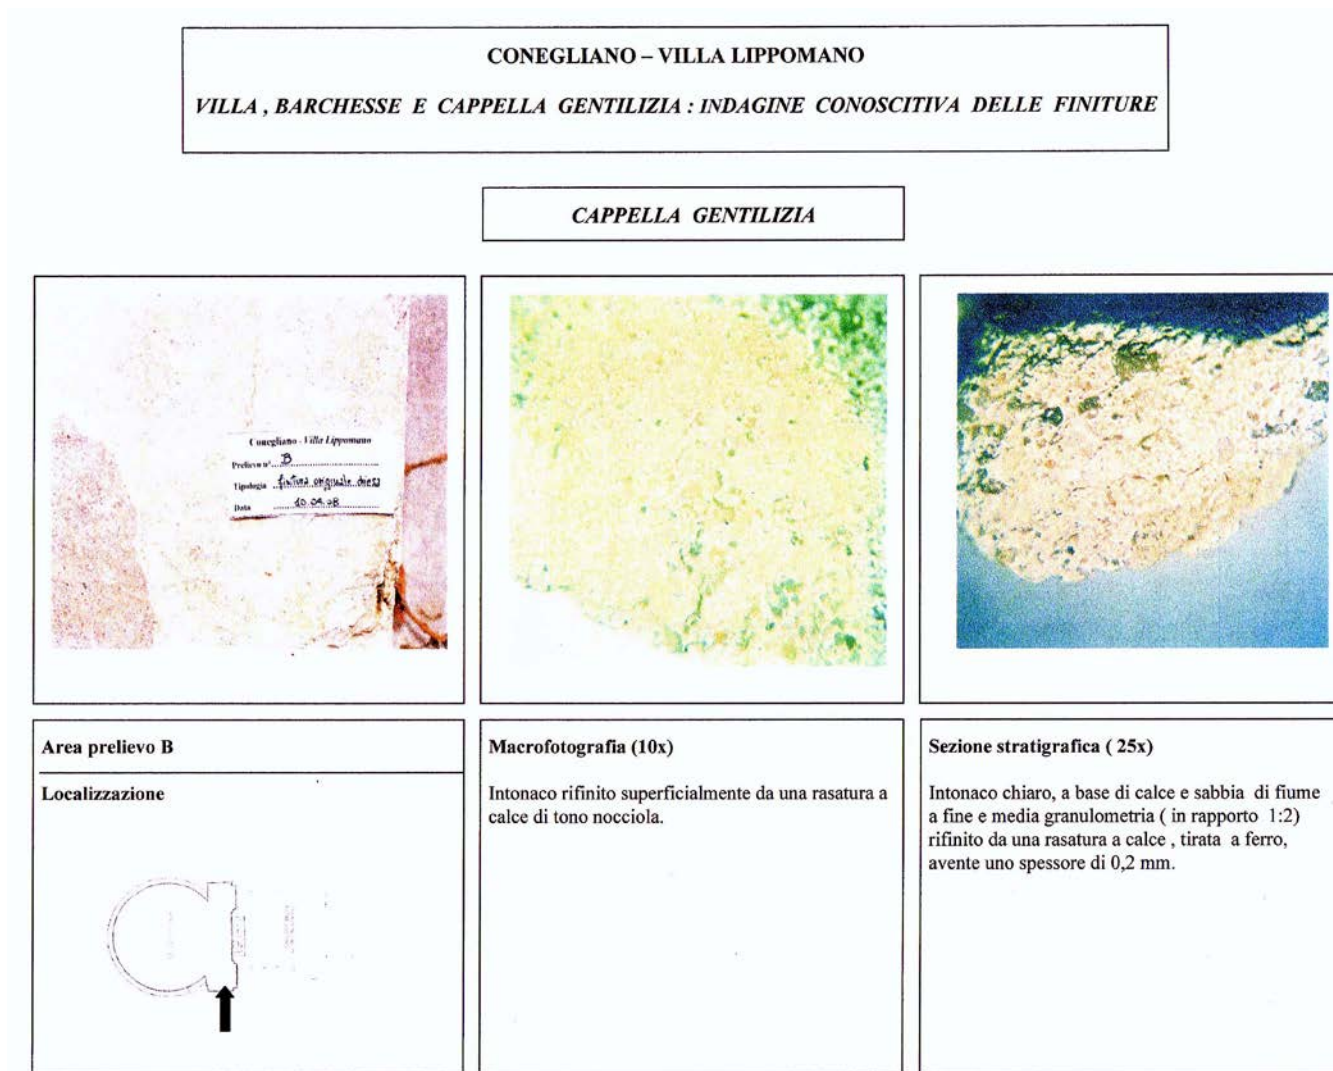 CONEGLIANO – VILLA LIPPOMANO
VILLA , BARCHESSE E CAPPELLA GENTILIZIA : INDAGINE CONOSCITIVA DELLE FINITURE
CAPPELLA GENTILIZIA
Conegliano - Villa Lippomano
Prelievo n° B
Tipologia finitura originale chiesa
Data
Area prelievo B
Localizzazione
Macrofotografia (10x)
Intonaco rifinito superficialmente da una rasatura a
calce di tono nocciola.
Sezione stratigrafica ( 25x)
Intonaco chiaro, a base di calce e sabbia di fiume
a fine e media granulometria ( in rapporto 1:2)
rifinito da una rasatura a calce , tirata a ferro,
avente uno spessore di 0,2 mm.